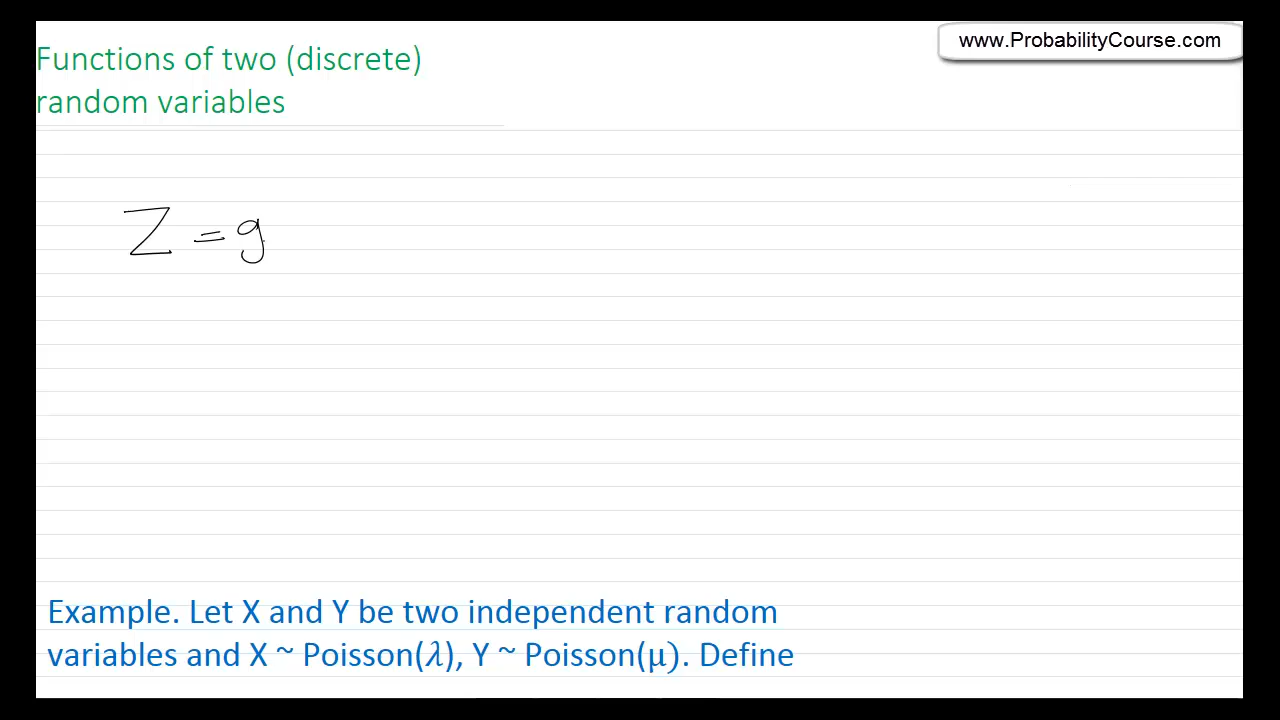 www.ProbabilityCourse.com
Functions of two (discrete)
random variables
Z = g
Example. Let X and Y be two independent random
variables and X ~ Poisson(𝜆), Y ~ Poisson(µ). Define